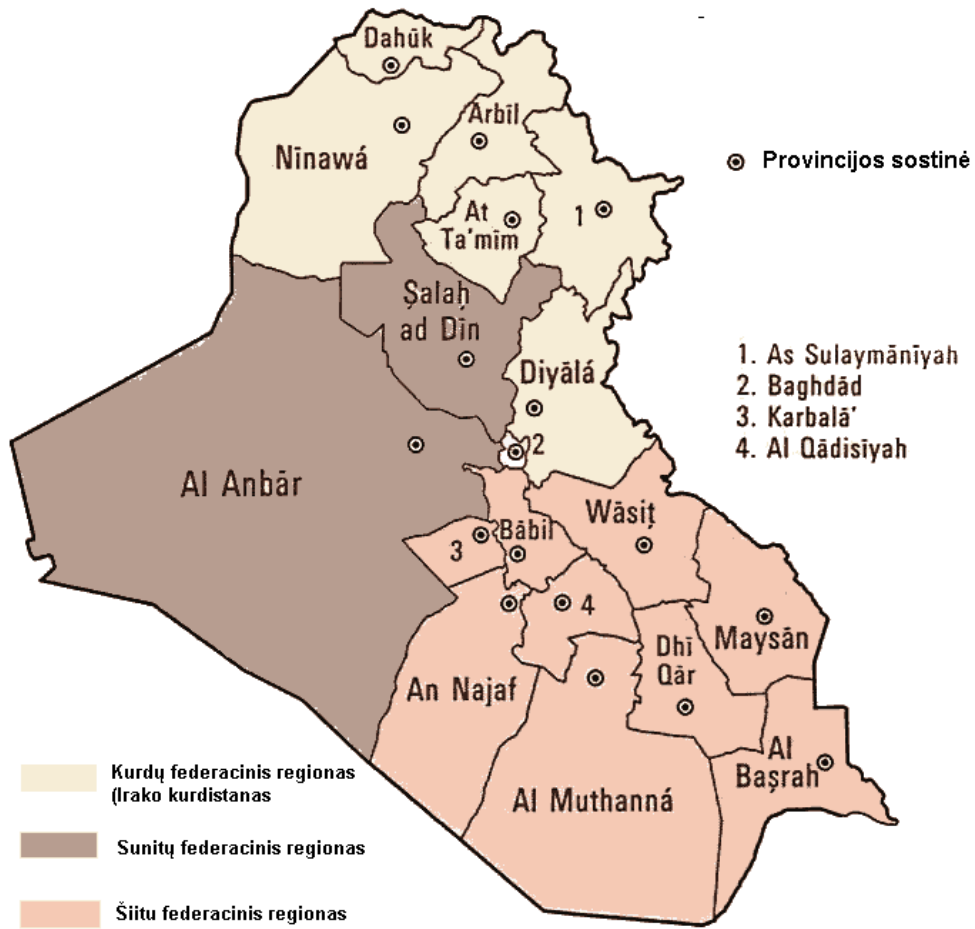 Dahūk
Arbīl
Nīnawá
Provincijos sostinė
At
Ta'mīm
1
Ṣalaḥ
ad Dīn
Diyālá
1. As Sulaymānīyah
2. Baghdād
3. Karbalā'
4. Al Qādisīyah
2
Al Anbār
Wāsiṭ
Bābil
3
4
Dhī
Qār
Maysān
An Najaf
Al
Başrah
Al Muthanná
Kurdų federacinis regionas
(Irako kurdistanas
Sunitų federacinis regionas
Šiitu federacinis regionas